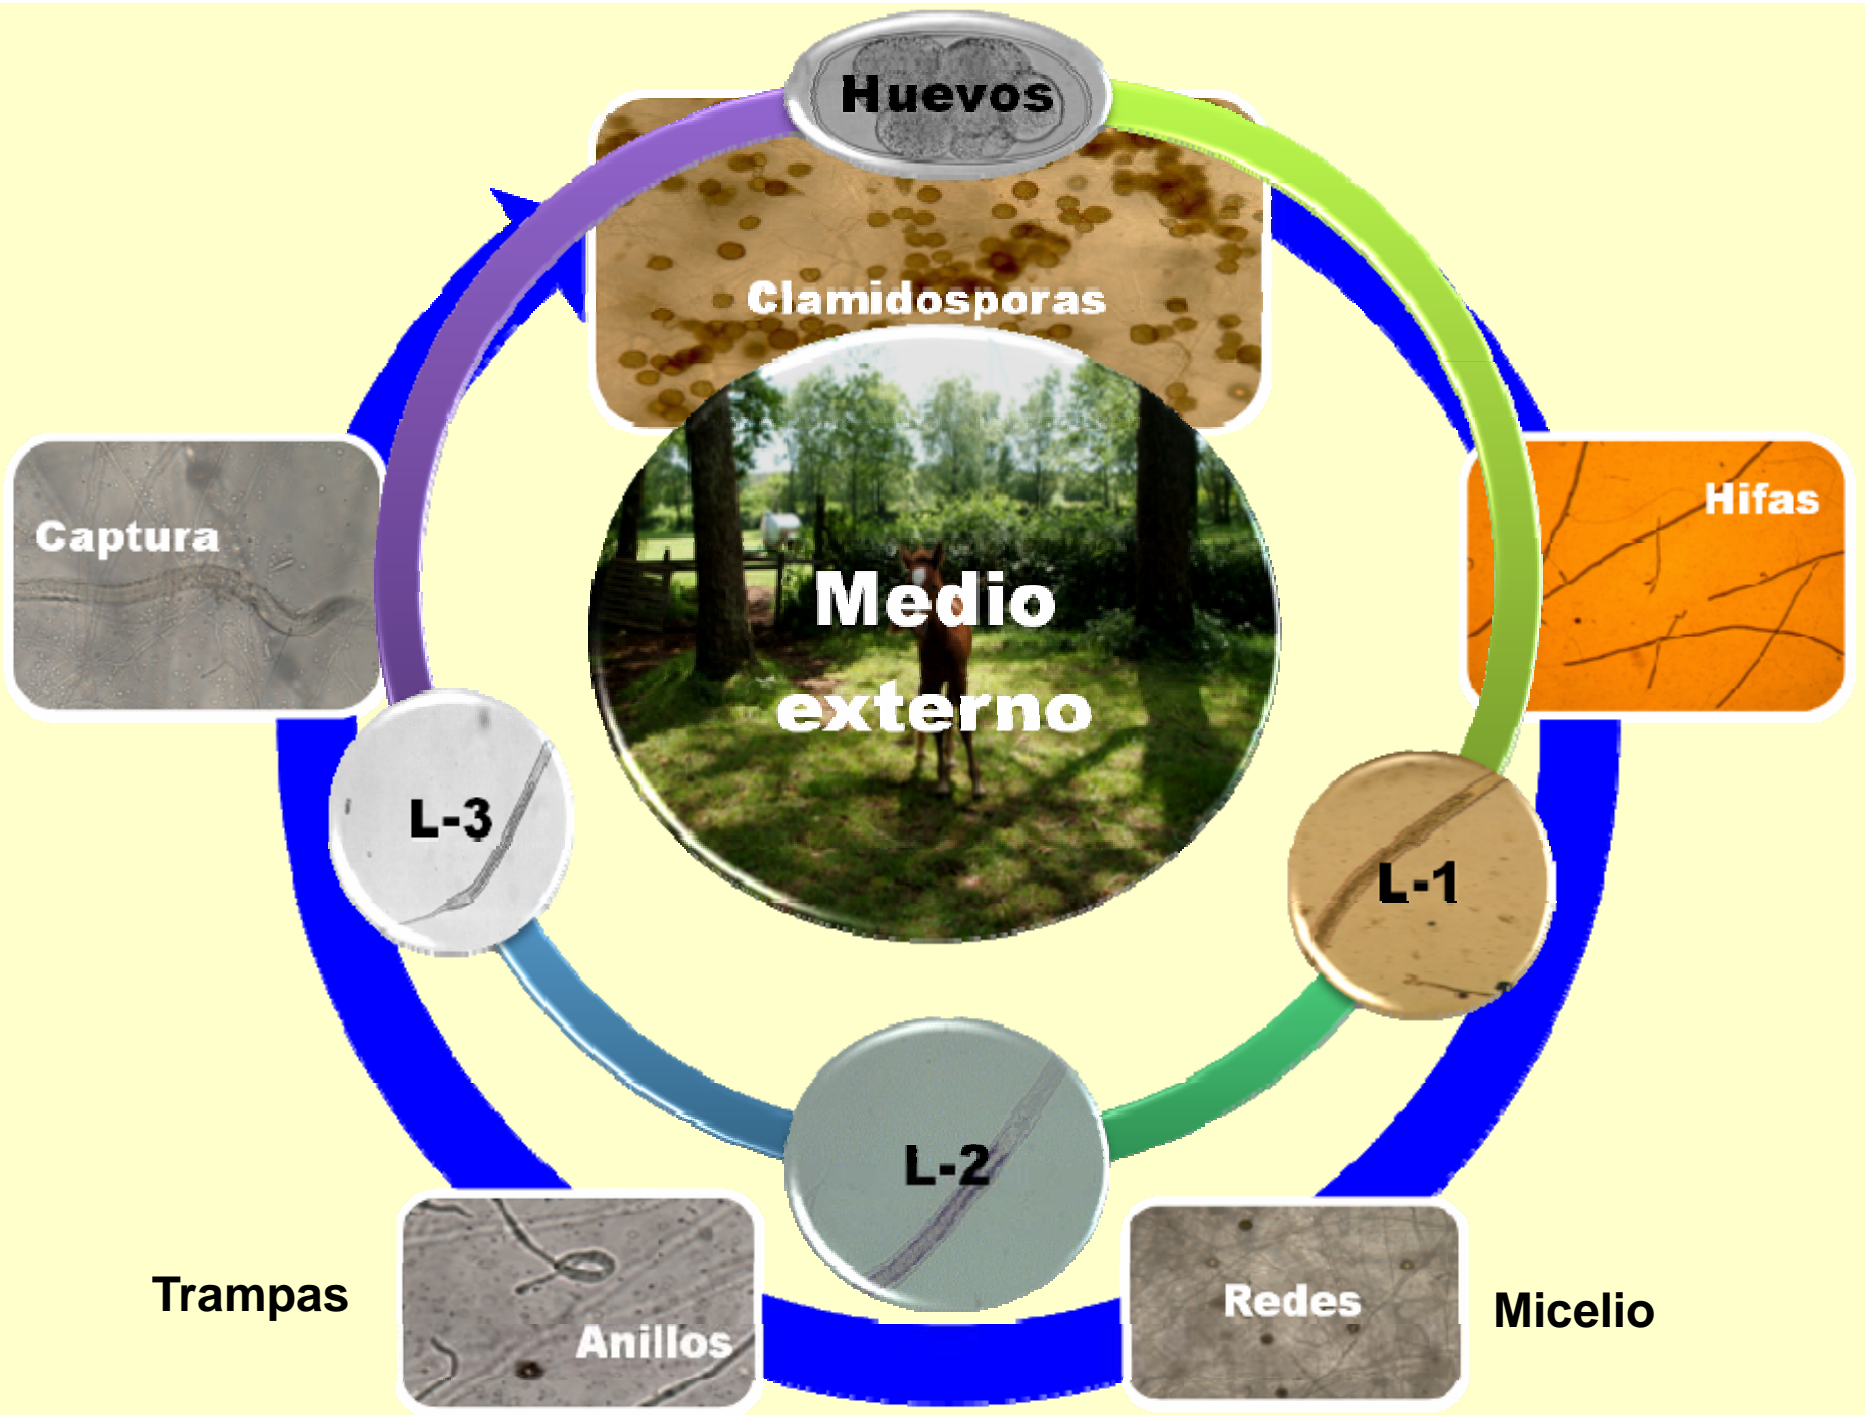 Huevos
Clamidosporas
Captura
Hifas
Medio
externo
L-3
L-1
L-2
Trampas
Anillos
Redes
Micelio